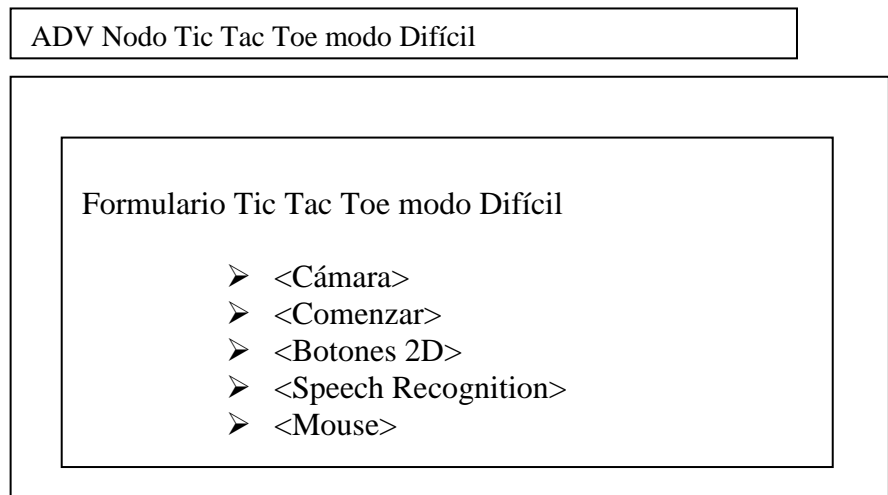 ADV Nodo Tic Tac Toe modo Difícil
Formulario Tic Tac Toe modo Difícil
➢ <Cámara>
➢ <Comenzar>
➢ <Botones 2D>
➢ <Speech Recognition>
➢ <Mouse>